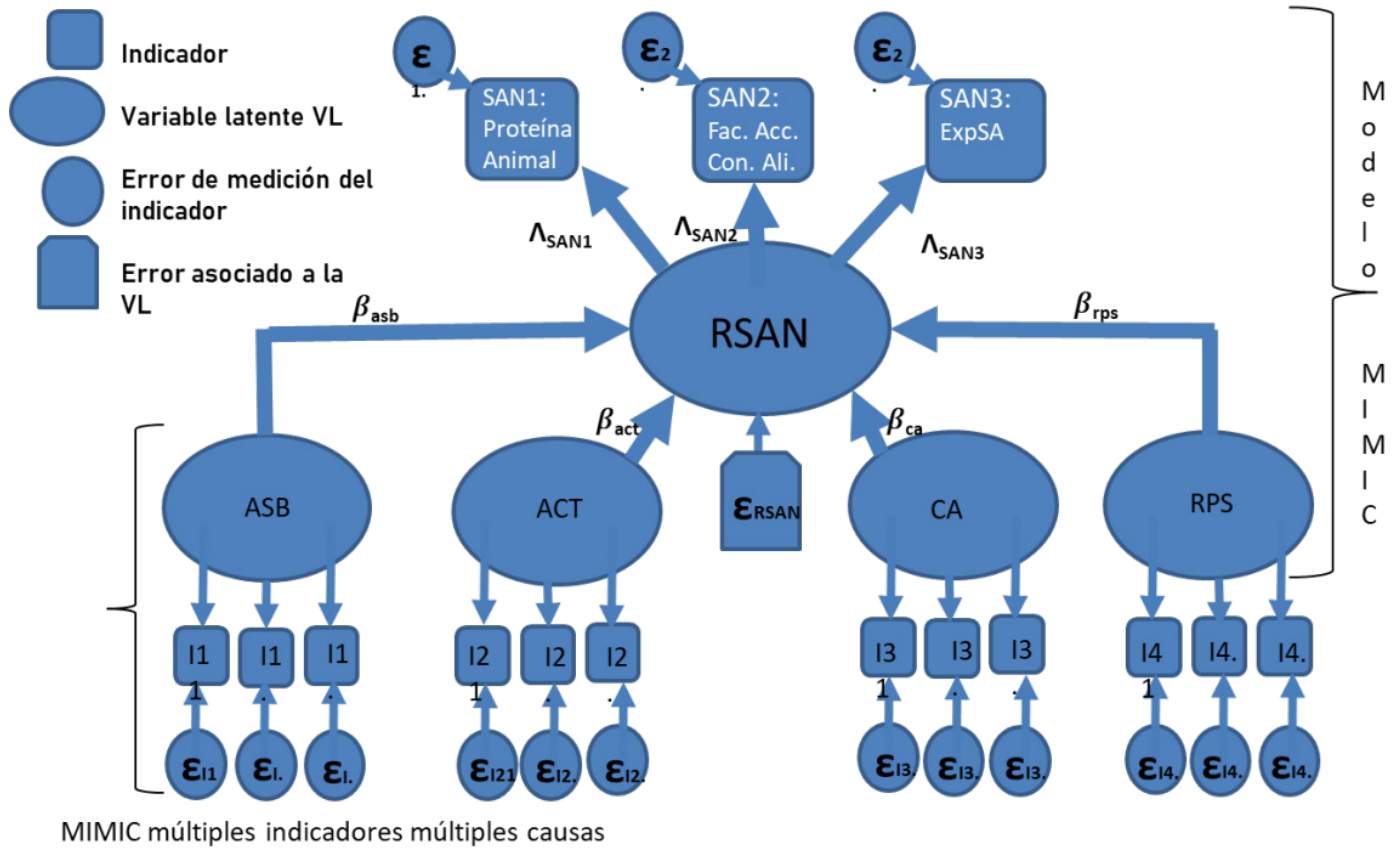 Indicador
Variable latente VL
Error de medición del
indicador
Error asociado a la
VL
ε
1.
ε2
.
ε2
.
SAN1:
Proteína
Animal
SAN2:
Fac. Acc.
Con. Ali.
SAN3:
ExpSA
ΛSAN1
ΛSAN2
ΛSAN3
βasb
βrps
RSAN
βact
βca
ASB
ACT
εRSAN
CA
RPS
I1
1
I1
.
I1
.
I2
1
I2
.
I2
.
I3
1
I3
.
I3
.
I4
1
I4.
I4.
εI1
εI.
εI.
εI21
εI2.
εI2.
εI3.
εI3.
εI3.
εI4.
εI4.
εI4.
Modelo
MIMIC
MIMIC múltiples indicadores múltiples causas